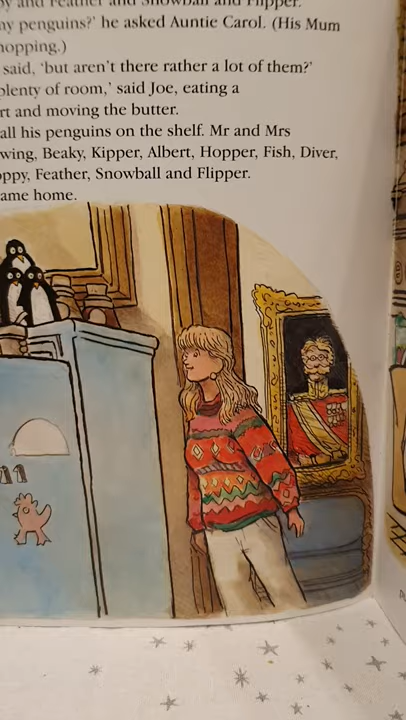 and Feather and Snowball and Flipper.
my penguins?' he asked Auntie Carol. (His Mum
hopping.)
said, 'but aren't there rather a lot of them?'
plenty of room,' said Joe, eating a
rt and moving the butter.
all his penguins on the shelf. Mr and Mrs
wing, Beaky, Kipper, Albert, Hopper, Fish, Diver,
oppy, Feather, Snowball and Flipper.
ame home.